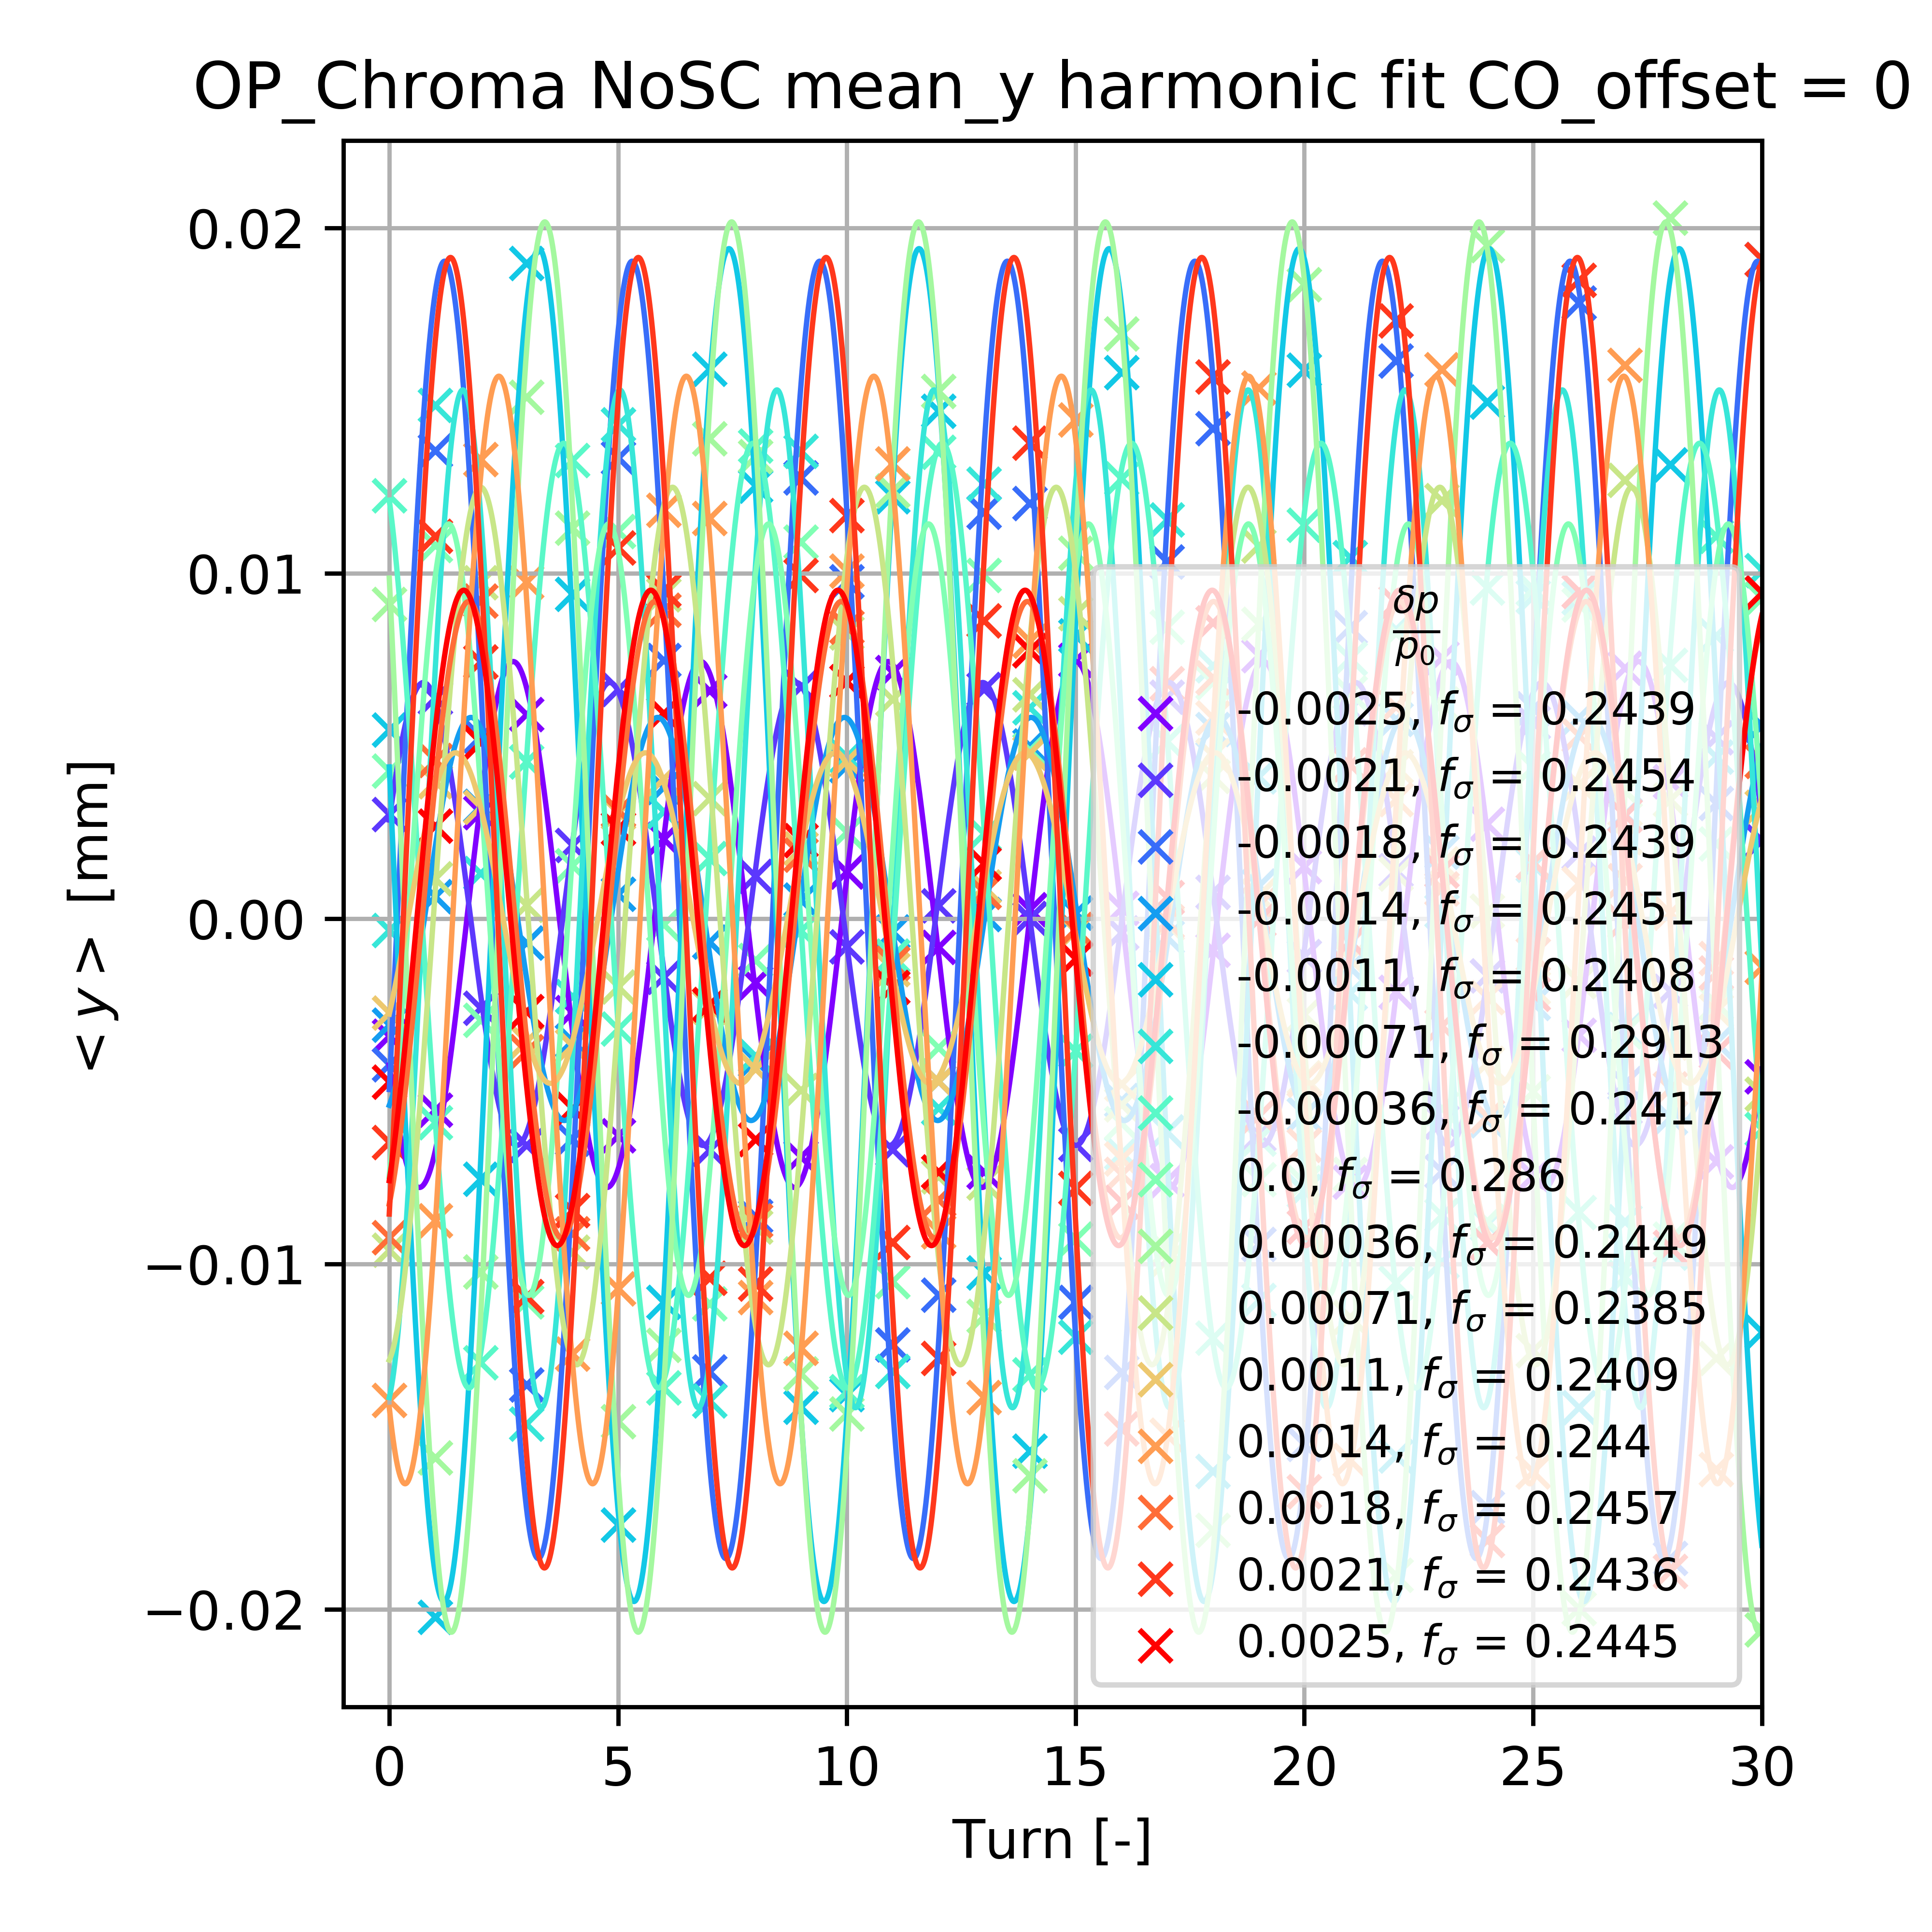 OP_Chroma NoSC mean_y harmonic fit CO_offset = 0
0.02
0.01
0.00
−0.01
−0.02
< y > [mm]
δp
p0
-0.0025, fσ = 0.2439
-0.0021, fσ = 0.2454
-0.0018, fσ = 0.2439
-0.0014, fσ = 0.2451
-0.0011, fσ = 0.2408
-0.00071, fσ = 0.2913
-0.00036, fσ = 0.2417
0.0, fσ = 0.286
0.00036, fσ = 0.2449
0.00071, fσ = 0.2385
0.0011, fσ = 0.2409
0.0014, fσ = 0.244
0.0018, fσ = 0.2457
0.0021, fσ = 0.2436
0.0025, fσ = 0.2445
0 5 10 15 20 25 30
Turn [-]